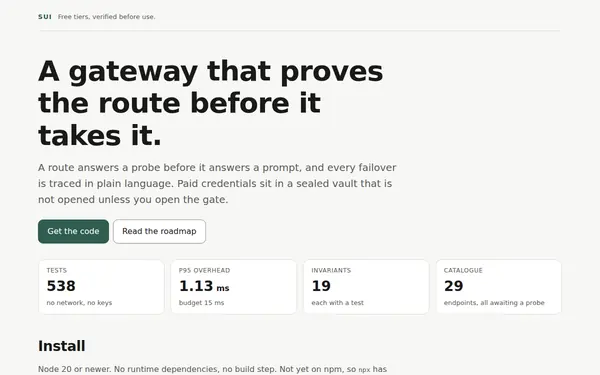 SUI Free tiers, verified before use.
A gateway that proves
the route before it
takes it.
A route answers a probe before it answers a prompt, and every failover
is traced in plain language. Paid credentials sit in a sealed vault that is
not opened unless you open the gate.
Get the code
Read the roadmap
TESTS
538
no network, no keys
P95 OVERHEAD
1.13 ms
budget 15 ms
INVARIANTS
19
each with a test
CATALOGUE
29
endpoints, all awaiting a probe
Install
Node 20 or newer. No runtime dependencies, no build step. Not yet on npm, so npx has